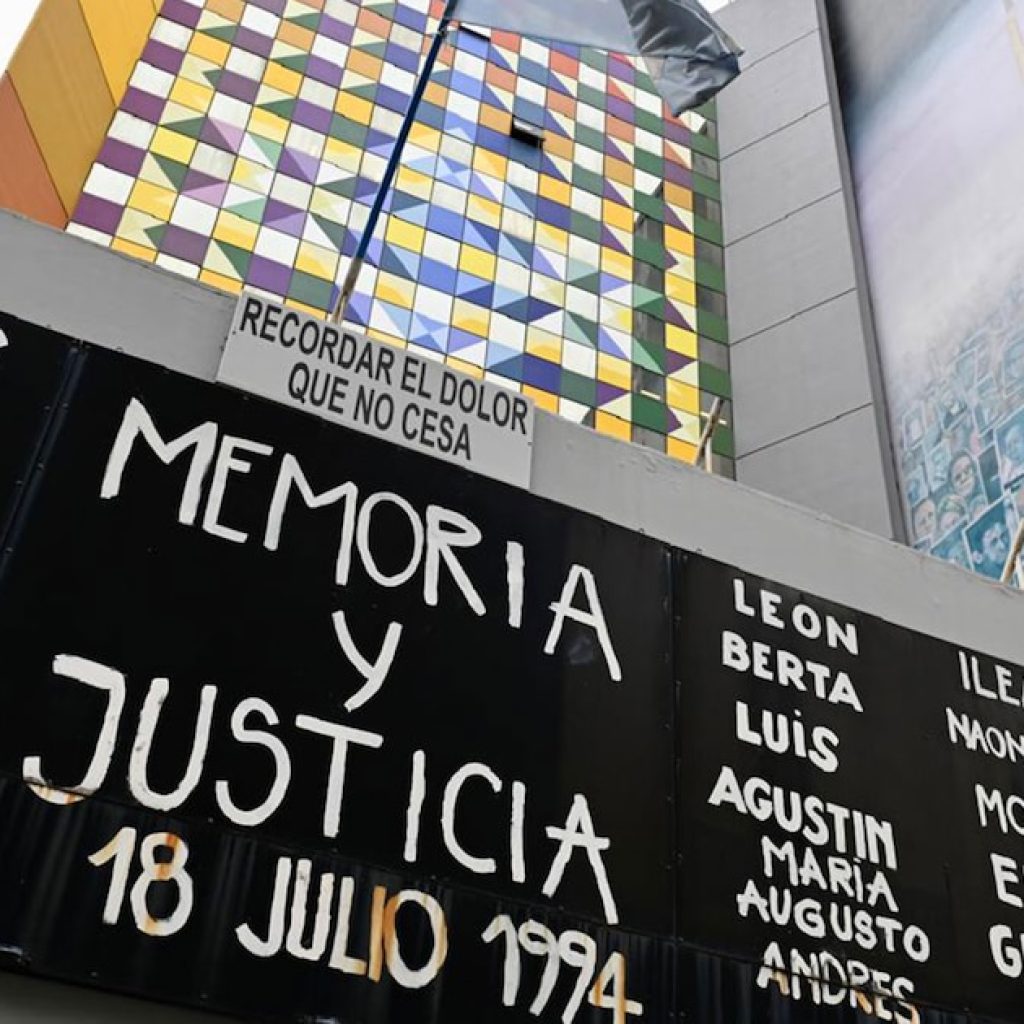 RECORDAR EL DOLOR
QUE NO CESA
MEMORIA
y
JUSTICIA
18 JULIO 1994
LEON
BERTA
LUiS
AGUSTIN
MARiA
AUGUSTO
ANDRES